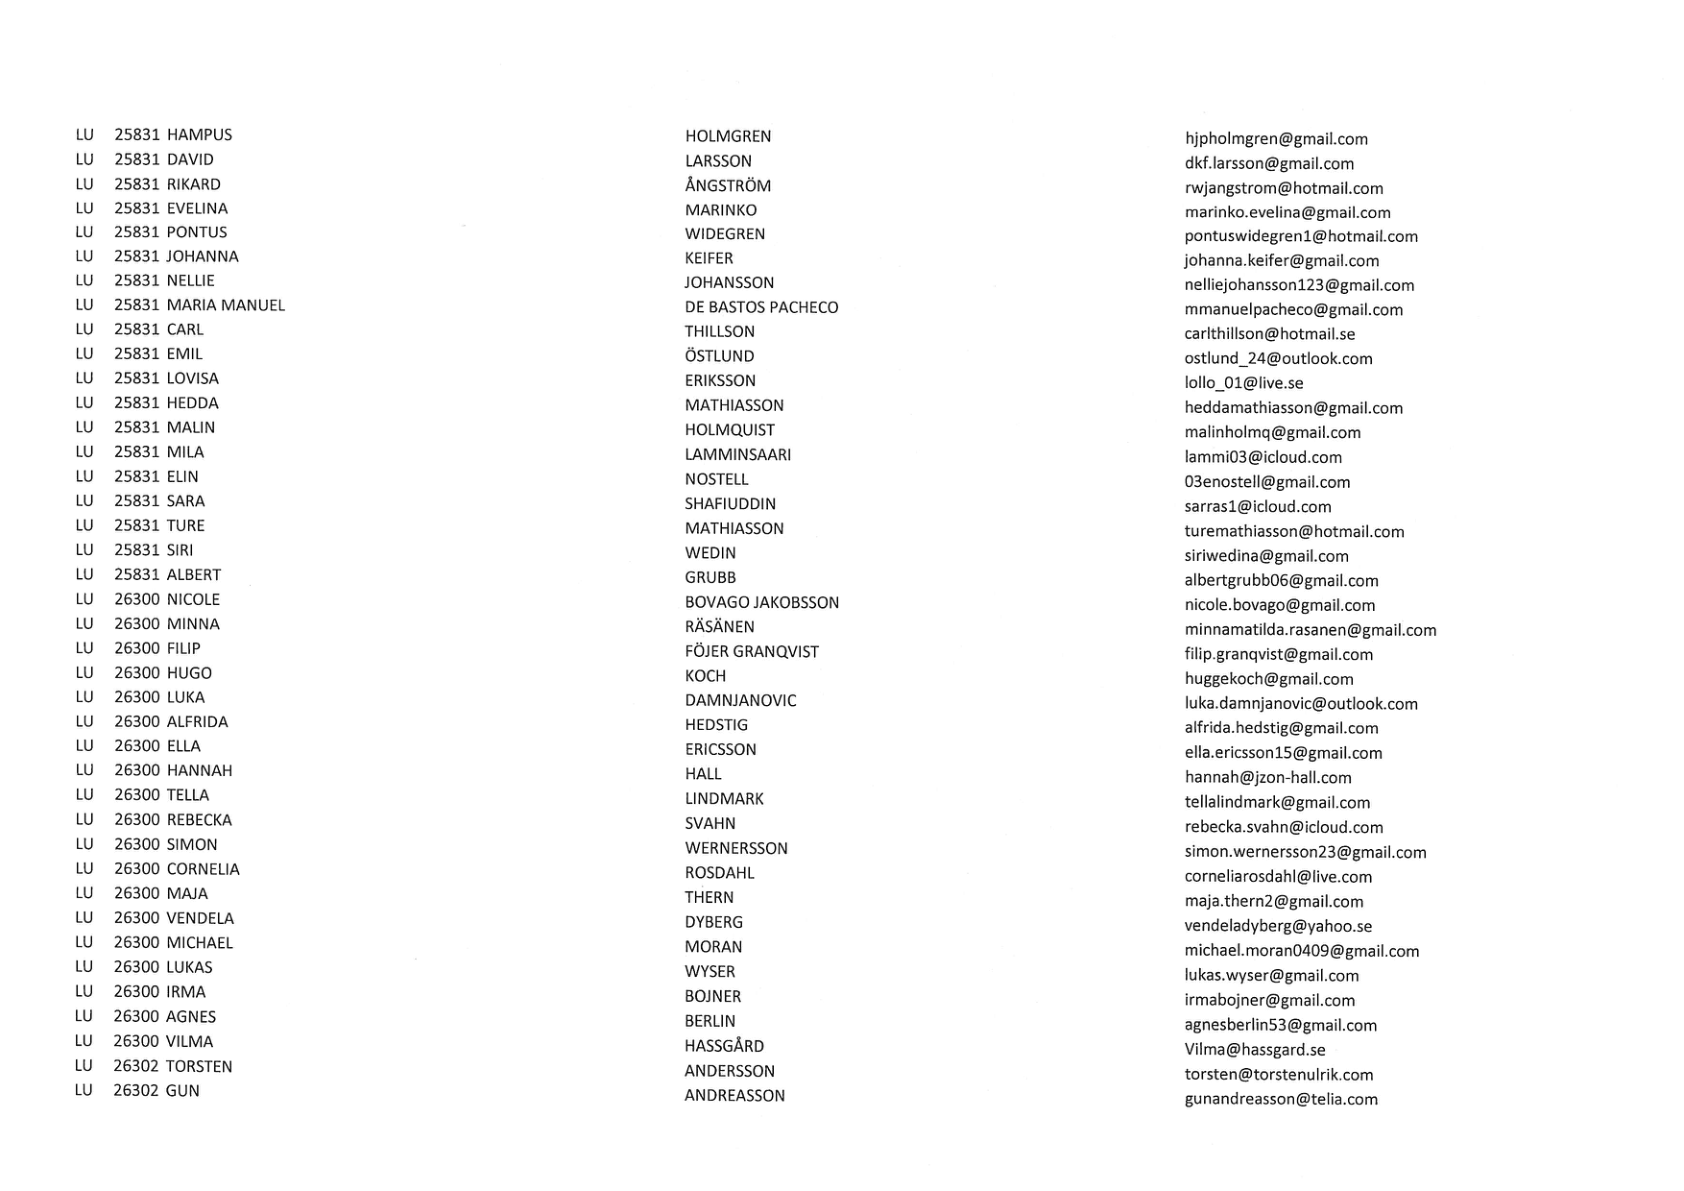 LU 25831 HAMPUS HOLMGREN hjpholmgren@gmail.com
LU 25831 DAVID LARSSON dkf.larsson@gmail.com
LU 25831 RIKARD ÅNGSTRÖM rwjangstrom@hotmail.com
LU 25831 EVELINA MARINKO marinko.evelina@gmail.com
LU 25831 PONTUS WIDEGREN pontuswidegren1@hotmail.com
LU 25831 JOHANNA KEIFER johanna.keifer@gmail.com
LU 25831 NELLIE JOHANSSON nelliejohansson123@gmail.com
LU 25831 MARIA MANUEL DE BASTOS PACHECO mmanuelpacheco@gmail.com
LU 25831 CARL THILLSON carlthillson@hotmail.se
LU 25831 EMIL ÖSTLUND ostlund_24@outlook.com
LU 25831 LOVISA ERIKSSON lollo_01@live.se
LU 25831 HEDDA MATHIASSON heddamathiasson@gmail.com
LU 25831 MALIN HOLMQUIST malinholmq@gmail.com
LU 25831 MILA LAMMINSAARI lammi03@icloud.com
LU 25831 ELIN NOSTELL 03enostell@gmail.com
LU 25831 SARA SHAFIUDDIN sarras1@icloud.com
LU 25831 TURE MATHIASSON turemathiasson@hotmail.com
LU 25831 SIRI WEDIN siriwedina@gmail.com
LU 25831 ALBERT GRUBB albertgrubb06@gmail.com
LU 26300 NICOLE BOVAGO JAKOBSSON nicole.bovago@gmail.com
LU 26300 MINNA RÄSÄNEN minnamatilda.rasanen@gmail.com
LU 26300 FILIP FÖJER GRANQVIST filip.granqvist@gmail.com
LU 26300 HUGO KOCH huggekoch@gmail.com
LU 26300 LUKA DAMNJANOVIC luka.damnjanovic@outlook.com
LU 26300 ALFRIDA HEDSTIG alfrida.hedstig@gmail.com
LU 26300 ELLA ERICSSON ella.ericsson15@gmail.com
LU 26300 HANNAH HALL hannah@jzon-hall.com
LU 26300 TELLA LINDMARK tellalindmark@gmail.com
LU 26300 REBECKA SVAHN rebecka.svahn@icloud.com
LU 26300 SIMON WERNERSSON simon.wernersson23@gmail.com
LU 26300 CORNELIA ROSDAHL corneliarosdahl@live.com
LU 26300 MAJA THERN maja.thern2@gmail.com
LU 26300 VENDELA DYBERG vendeladyberg@yahoo.se
LU 26300 MICHAEL MORAN michael.moran0409@gmail.com
LU 26300 LUKAS WYSER lukas.wyser@gmail.com
LU 26300 IRMA BOJNER irmabojner@gmail.com
LU 26300 AGNES BERLIN agnesberlin53@gmail.com
LU 26300 VILMA HASSGÅRD Vilma@hassgard.se
LU 26302 TORSTEN ANDERSSON torsten@torstenulrik.com
LU 26302 GUN ANDREASSON gunandreasson@telia.com